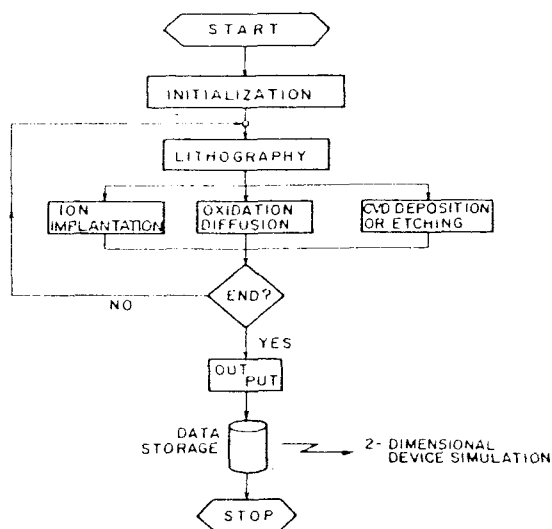 START
INITIALIZATION
LITHOGRAPHY
ION
IMPLANTATION
OXIDATION
DIFFUSION
CVD DEPOSITION
OR ETCHING
END?
NO
YES
OUT
PUT
DATA
STORAGE
2- DIMENSIONAL
DEVICE SIMULATION
STOP